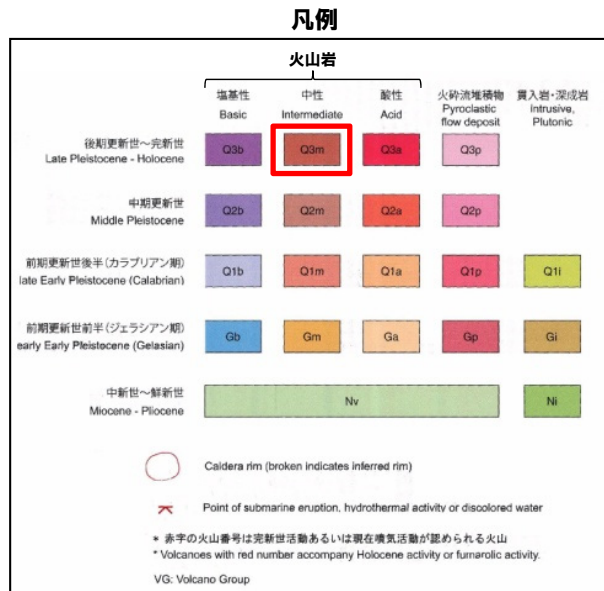 凡例
火山岩
塩基性 中性 酸性 火砕流堆積物 貫入岩・深成岩
Basic Intermediate Acid Pyroclastic flow deposit Intrusive, Plutonic
後期更新世～完新世
Late Pleistocene - Holocene
Q3b Q3m Q3a Q3p
中期更新世
Middle Pleistocene
Q2b Q2m Q2a Q2p
前期更新世後半(カラブリアン期)
late Early Pleistocene (Calabrian)
Q1b Q1m Q1a Q1p Q1i
前期更新世前半(ジェラシアン期)
early Early Pleistocene (Gelasian)
Gb Gm Ga Gp Gi
中新世～鮮新世
Miocene - Pliocene
Nv Ni
Caldera rim (broken indicates inferred rim)
Point of submarine eruption, hydrothermal activity or discolored water
* 赤字の火山番号は完新世活動あるいは現在噴気活動が認められる火山
* Volcanoes with red number accompany Holocene activity or fumarolic activity.
VG: Volcano Group